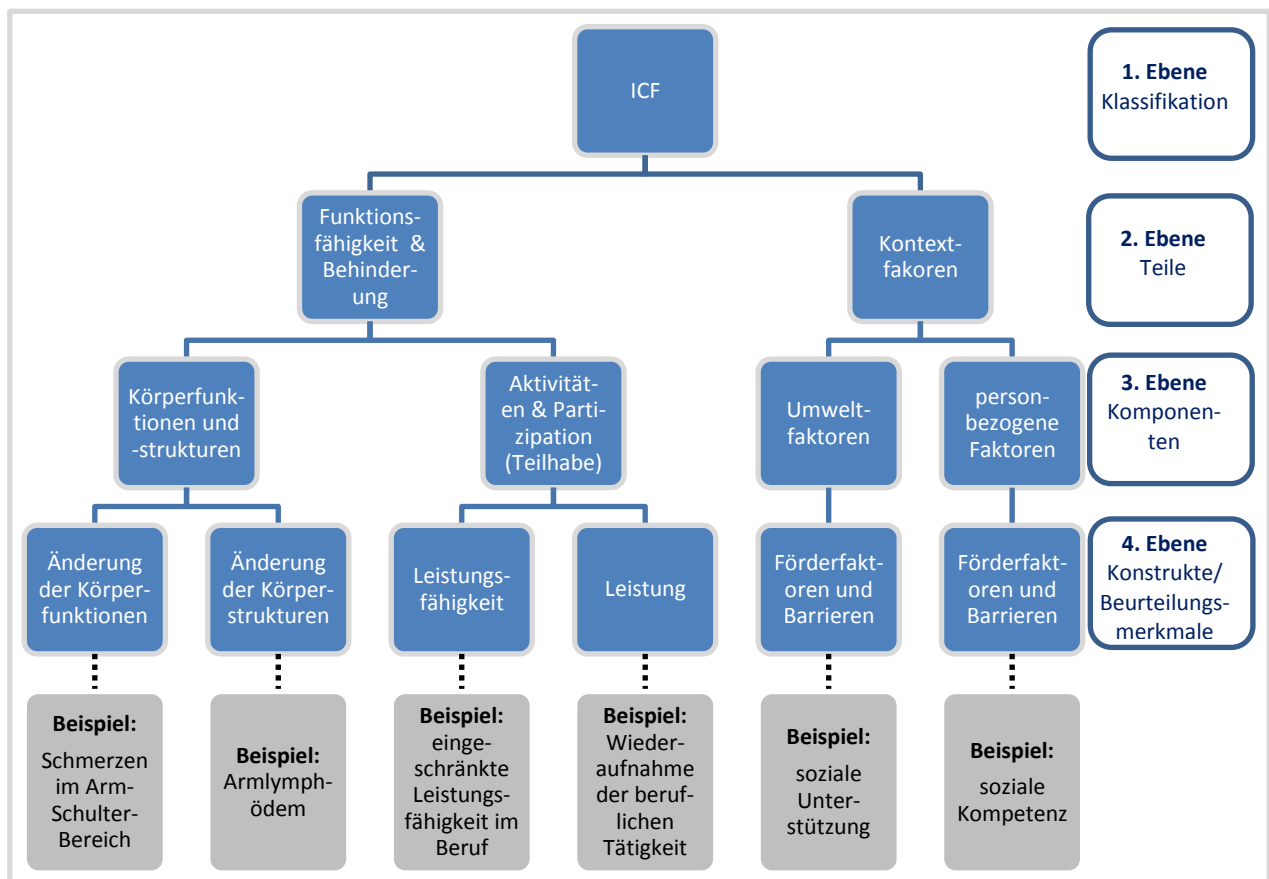 ICF
1. Ebene
Klassifikation
Funktions-
fähigkeit &
Behinder-
ung
Kontext-
fakoren
2. Ebene
Teile
Körperfunk-
tionen und
-strukturen
Aktivität-
en & Parti-
zipation
(Teilhabe)
Umwelt-
faktoren
person-
bezogene
Faktoren
3. Ebene
Komponen-
ten
Änderung
der Körper-
funktionen
Änderung
der Körper-
strukturen
Leistungs-
fähigkeit
Leistung
Förderfakt-
oren und
Barrieren
Förderfakt-
oren und
Barrieren
4. Ebene
Konstrukte/
Beurteilungs-
merkmale
Beispiel:
Schmerzen
im Arm-
Schulter-
Bereich
Beispiel:
Armlymph-
ödem
Beispiel:
einge-
schränkte
Leistungs-
fähigkeit im
Beruf
Beispiel:
Wieder-
aufnahme
der beruf-
lichen
Tätigkeit
Beispiel:
soziale
Unter-
stützung
Beispiel:
soziale
Kompetenz